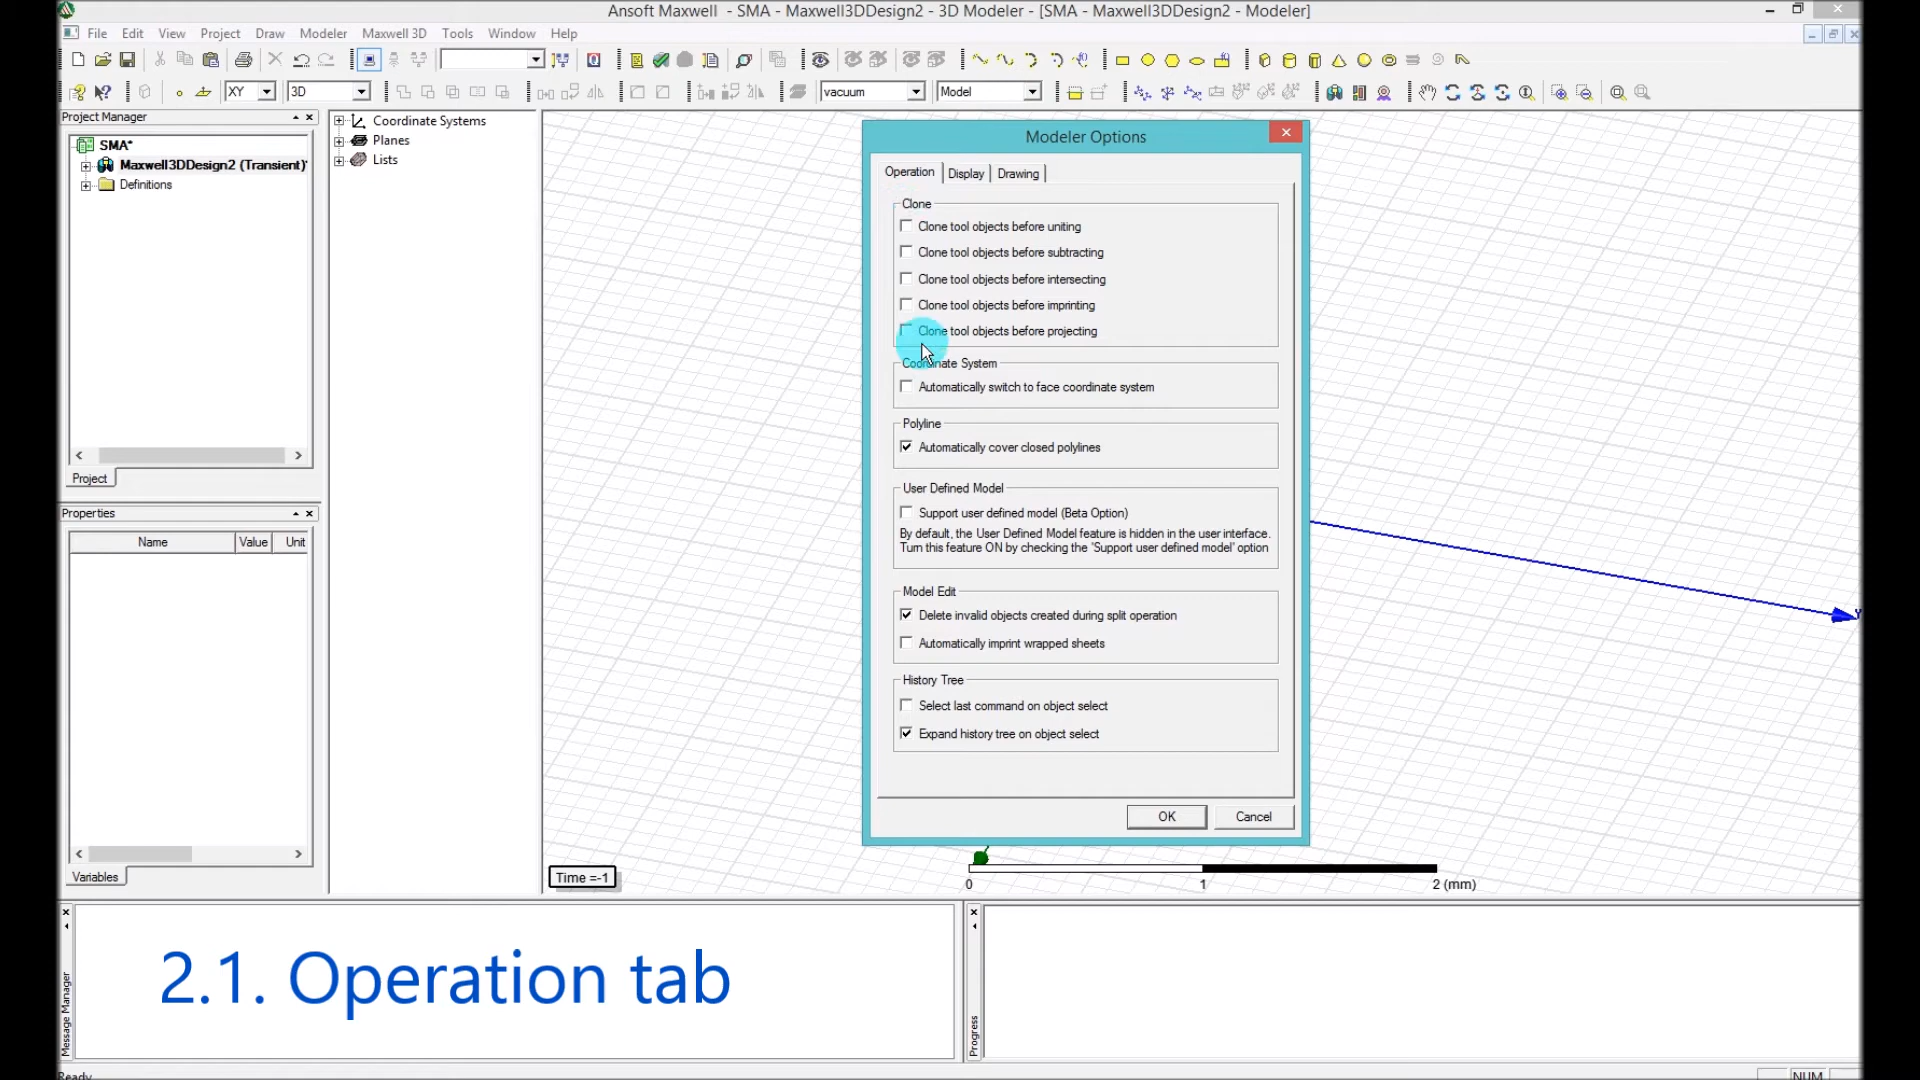 Ansoft Maxwell - SMA - Maxwell3DDesign2 - 3D Modeler - [SMA - Maxwell3DDesign2 - Modeler]
File Edit View Project Draw Modeler Maxwell 3D Tools Window Help
XY 3D vacuum Model
Project Manager
SMA*
Maxwell3DDesign2 (Transient)*
Definitions
Project
Properties
Name Value Unit
Variables
Coordinate Systems
Planes
Lists
Modeler Options
Operation Display Drawing
Clone
Clone tool objects before uniting
Clone tool objects before subtracting
Clone tool objects before intersecting
Clone tool objects before imprinting
Clone tool objects before projecting
Coordinate System
Automatically switch to face coordinate system
Polyline
Automatically cover closed polylines
User Defined Model
Support user defined model (Beta Option)
By default, the User Defined Model feature is hidden in the user interface.
Turn this feature ON by checking the 'Support user defined model' option
Model Edit
Delete invalid objects created during split operation
Automatically imprint wrapped sheets
History Tree
Select last command on object select
Expand history tree on object select
OK Cancel
Y
Time =-1
0 1 2 (mm)
Message Manager
2.1. Operation tab
Progress
Ready
NUM